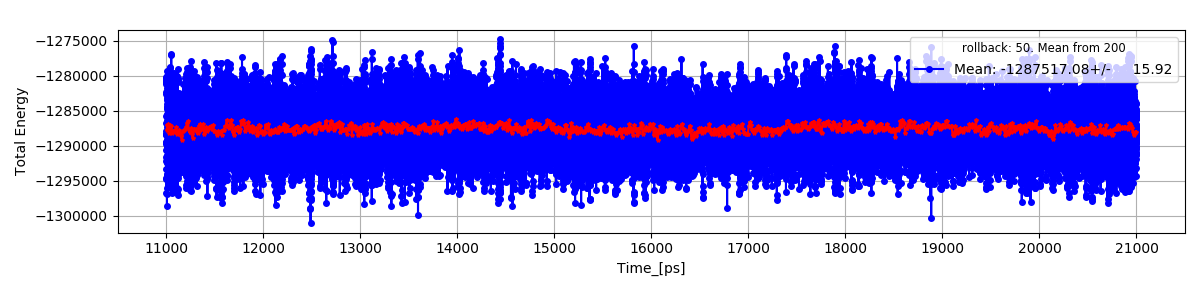 Total Energy
−1275000
−1280000
−1285000
−1290000
−1295000
−1300000
rollback: 50. Mean from 200
Mean: -1287517.08+/- 15.92
11000 12000 13000 14000 15000 16000 17000 18000 19000 20000 21000
Time_[ps]